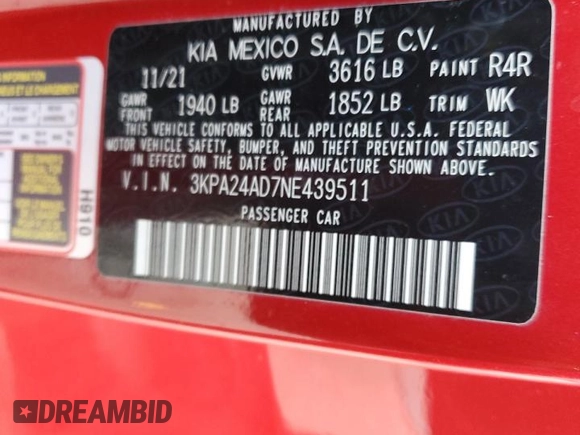 MANUFACTURED BY
KIA MEXICO S.A. DE C.V.
11/21 GVWR 3616 LB PAINT R4R
GAWR FRONT 1940 LB GAWR REAR 1852 LB TRIM WK
THIS VEHICLE CONFORMS TO ALL APPLICABLE U.S.A. FEDERAL
MOTOR VEHICLE SAFETY, BUMPER, AND THEFT PREVENTION STANDARDS
IN EFFECT ON THE DATE OF MANUFACTURE SHOWN ABOVE.
V.I.N. 3KPA24AD7NE439511
PASSENGER CAR
INFORMATION
H910
DREAMBID